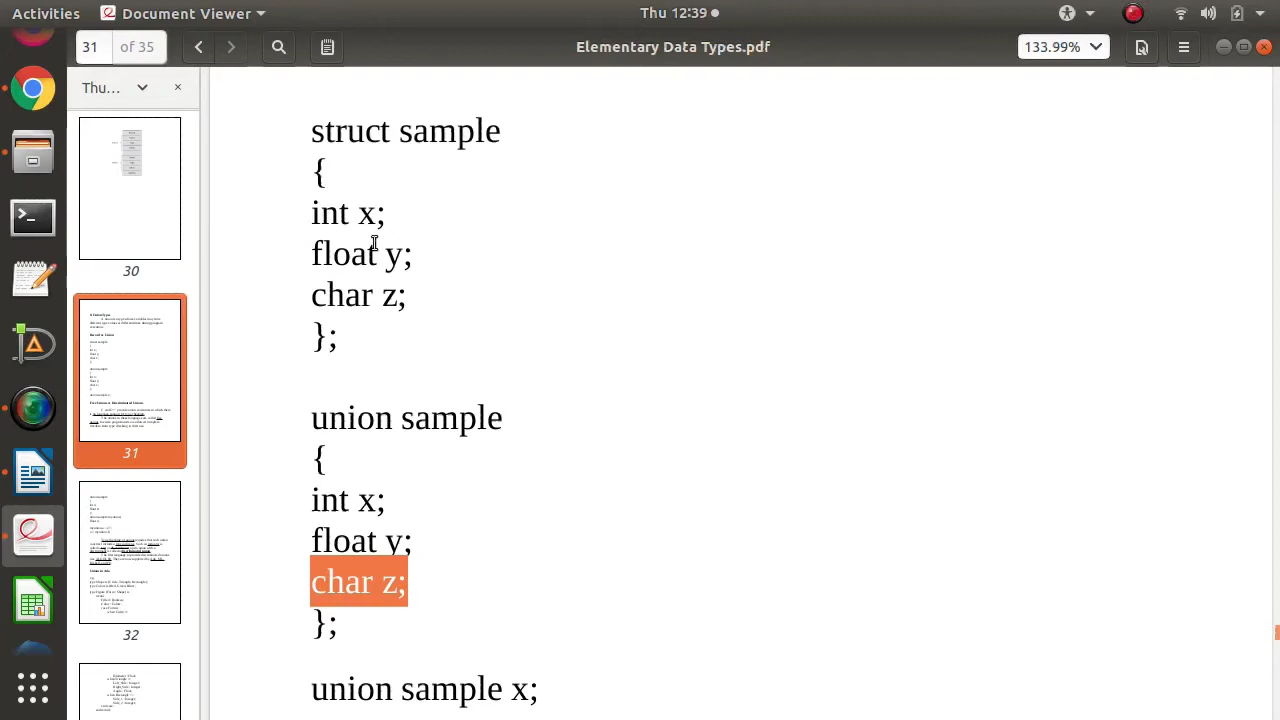 Activities Document Viewer Thu 12:39
31 of 35 Elementary Data Types.pdf 133.99%
Thu...
30
31
32
struct sample
{
int x;
float y;
char z;
};
union sample
{
int x;
float y;
char z;
};
union sample x;